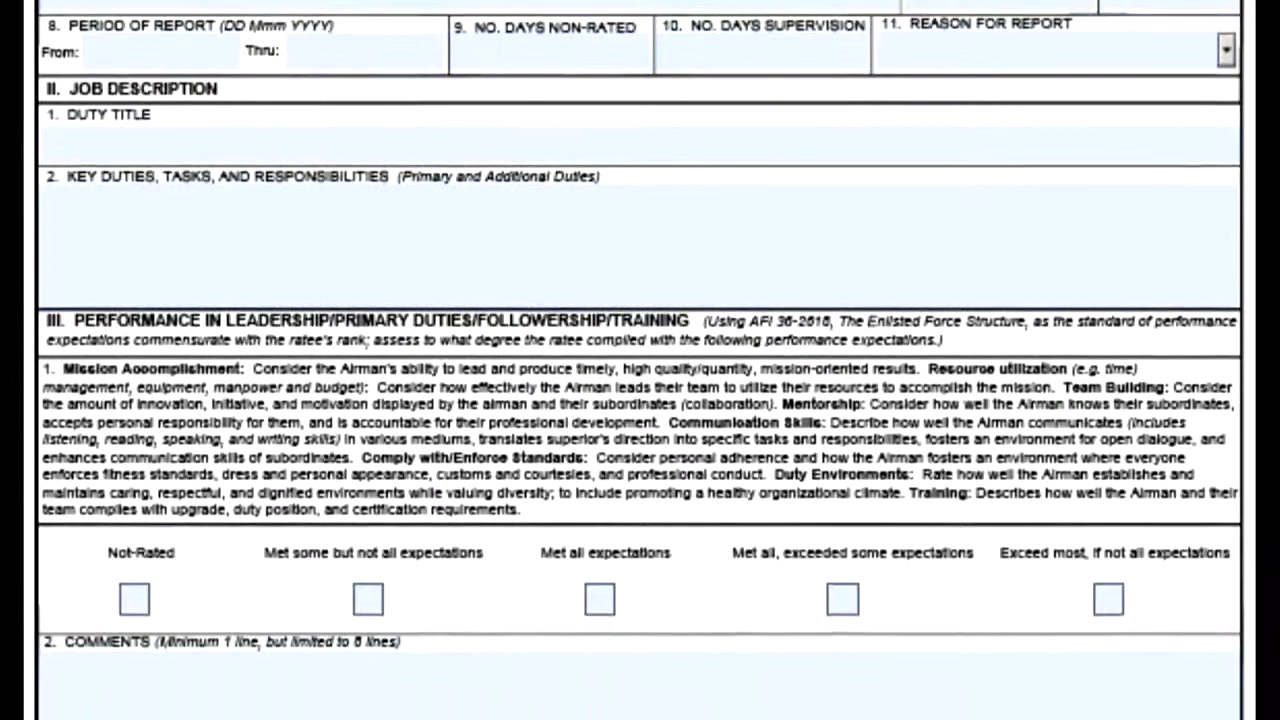 8. PERIOD OF REPORT (DD Mmm YYYY)
9. NO. DAYS NON-RATED
10. NO. DAYS SUPERVISION
11. REASON FOR REPORT
From: Thru:
II. JOB DESCRIPTION
1. DUTY TITLE
2. KEY DUTIES, TASKS, AND RESPONSIBILITIES (Primary and Additional Duties)
III. PERFORMANCE IN LEADERSHIP/PRIMARY DUTIES/FOLLOWERSHIP/TRAINING (Using AFI 36-2618, The Enlisted Force Structure, as the standard of performance
expectations commensurate with the ratee's rank; assess to what degree the ratee complied with the following performance expectations.)
1. Mission Accomplishment: Consider the Airman's ability to lead and produce timely, high quality/quantity, mission-oriented results. Resource utilization (e.g. time)
management, equipment, manpower and budget): Consider how effectively the Airman leads their team to utilize their resources to accomplish the mission. Team Building: Consider
the amount of innovation, initiative, and motivation displayed by the airman and their subordinates (collaboration). Mentorship: Consider how well the Airman knows their subordinates,
accepts personal responsibility for them, and is accountable for their professional development. Communication Skills: Describe how well the Airman communicates (includes
listening, reading, speaking, and writing skills) in various mediums, translates superior's direction into specific tasks and responsibilities, fosters an environment for open dialogue, and
enhances communication skills of subordinates. Comply with/Enforce Standards: Consider personal adherence and how the Airman fosters an environment where everyone
enforces fitness standards, dress and personal appearance, customs and courtesies, and professional conduct. Duty Environments: Rate how well the Airman establishes and
maintains caring, respectful, and dignified environments while valuing diversity; to include promoting a healthy organizational climate. Training: Describes how well the Airman and their
team complies with upgrade, duty position, and certification requirements.
Not-Rated
Met some but not all expectations
Met all expectations
Met all, exceeded some expectations
Exceed most, if not all expectations
2. COMMENTS (Minimum 1 line, but limited to 6 lines)